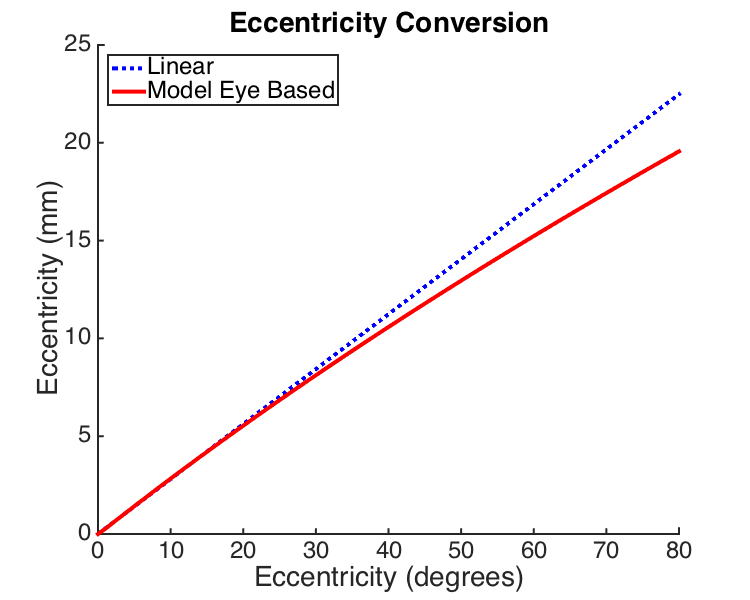 Eccentricity Conversion
Linear
Model Eye Based
Eccentricity (mm)
25
20
15
10
5
0
0 10 20 30 40 50 60 70 80
Eccentricity (degrees)